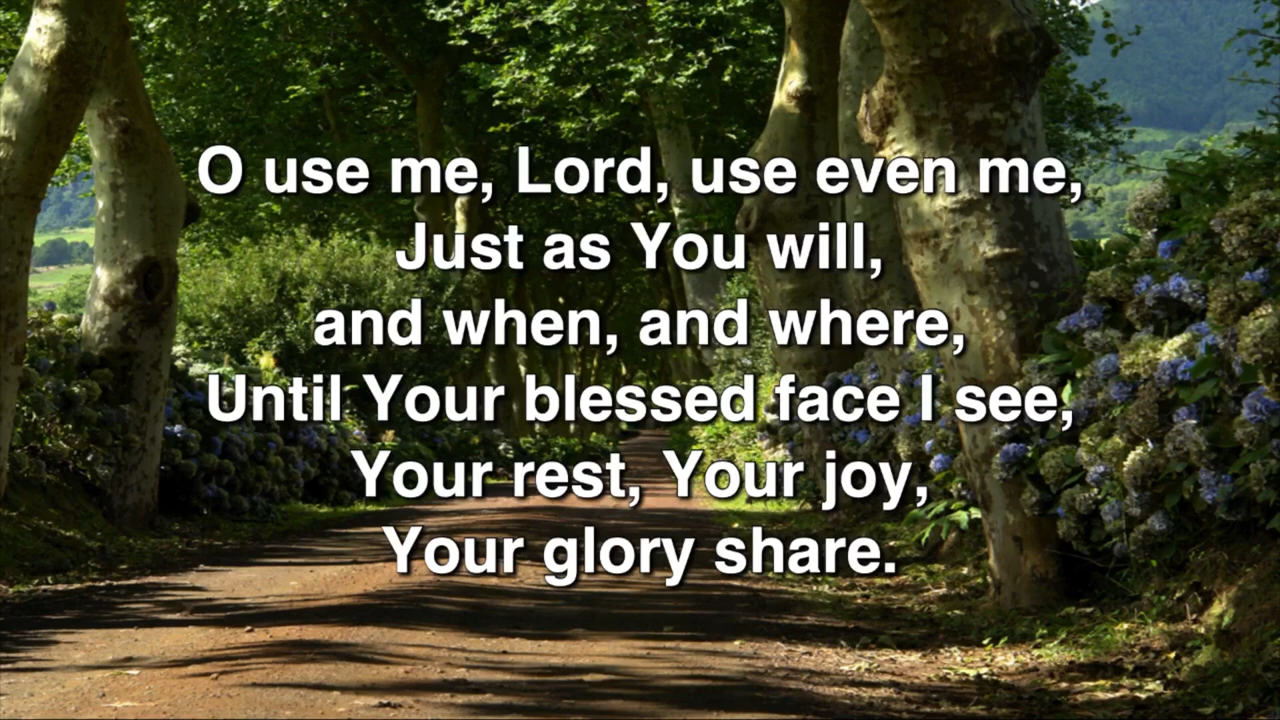 O use me, Lord, use even me,
Just as You will,
and when, and where,
Until Your blessed face I see,
Your rest, Your joy,
Your glory share.